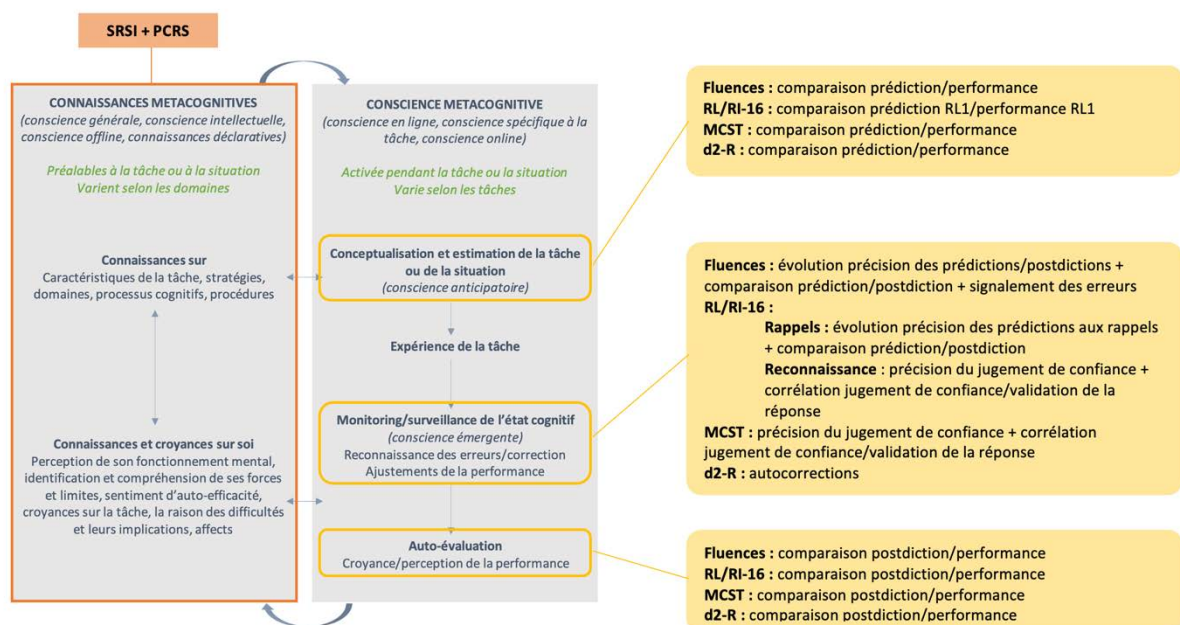 SRSI + PCRS
CONNAISSANCES METACOGNITIVES
(conscience générale, conscience intellectuelle,
conscience offline, connaissances déclaratives)
Préalables à la tâche ou à la situation
Varient selon les domaines
Connaissances sur
Caractéristiques de la tâche, stratégies,
domaines, processus cognitifs, procédures
Connaissances et croyances sur soi
Perception de son fonctionnement mental,
identification et compréhension de ses forces
et limites, sentiment d'auto-efficacité,
croyances sur la tâche, la raison des difficultés
et leurs implications, affects
CONSCIENCE METACOGNITIVE
(conscience en ligne, conscience spécifique à la
tâche, conscience online)
Activée pendant la tâche ou la situation
Varie selon les tâches
Conceptualisation et estimation de la tâche
ou de la situation
(conscience anticipatoire)
Expérience de la tâche
Monitoring/surveillance de l'état cognitif
(conscience émergente)
Reconnaissance des erreurs/correction
Ajustements de la performance
Auto-évaluation
Croyance/perception de la performance
Fluences : comparaison prédiction/performance
RL/RI-16 : comparaison prédiction RL1/performance RL1
MCST : comparaison prédiction/performance
d2-R : comparaison prédiction/performance
Fluences : évolution précision des prédictions/postdictions +
comparaison prédiction/postdiction + signalement des erreurs
RL/RI-16 :
Rappels : évolution précision des prédictions aux rappels
+ comparaison prédiction/postdiction
Reconnaissance : précision du jugement de confiance +
corrélation jugement de confiance/validation de la
réponse
MCST : précision du jugement de confiance + corrélation
jugement de confiance/validation de la réponse
d2-R : autocorrections
Fluences : comparaison postdiction/performance
RL/RI-16 : comparaison postdiction/performance
MCST : comparaison postdiction/performance
d2-R : comparaison postdiction/performance